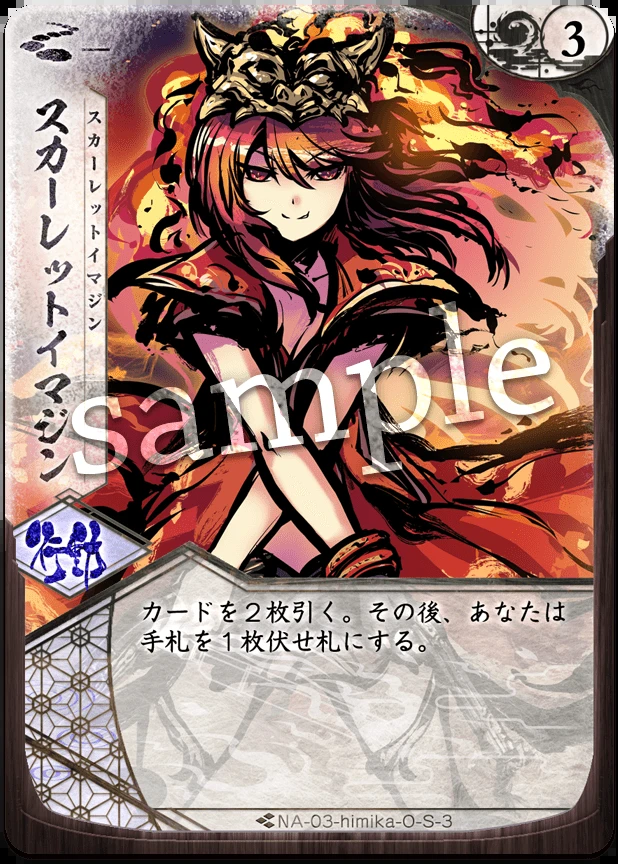 3
スカーレットイマジン
スカーレットイマジン
sample
行動
カードを２枚引く。その後、あなたは
手札を１枚伏せ札にする。
NA-03-himika-O-S-3